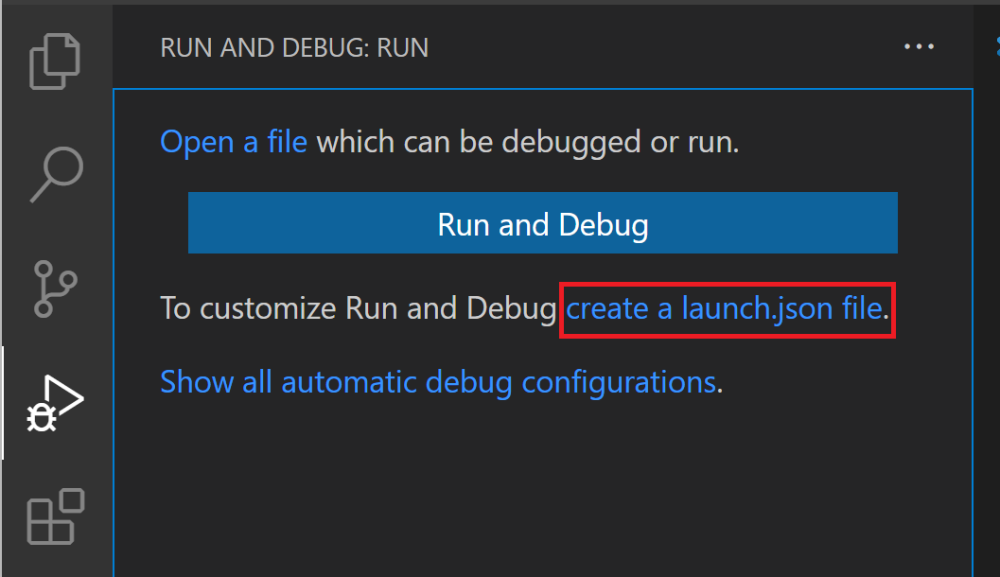 RUN AND DEBUG: RUN
Open a file which can be debugged or run.
Run and Debug
To customize Run and Debug create a launch.json file.
Show all automatic debug configurations.